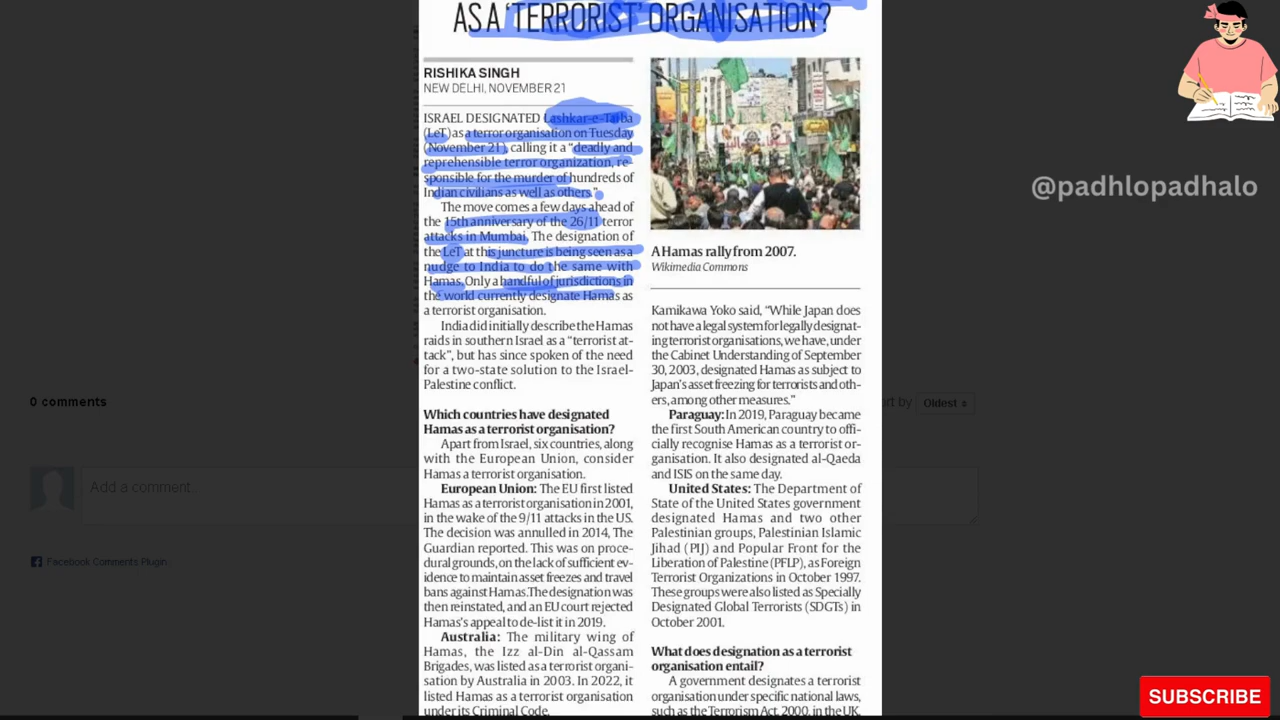 AS A 'TERRORIST' ORGANISATION?
RISHIKA SINGH
NEW DELHI, NOVEMBER 21
ISRAEL DESIGNATED Lashkar-e-Taiba
(LeT) as a terror organisation on Tuesday
(November 21), calling it a "deadly and
reprehensible terror organization, re-
sponsible for the murder of hundreds of
Indian civilians as well as others."
The move comes a few days ahead of
the 15th anniversary of the 26/11 terror
attacks in Mumbai. The designation of
the LeT at this juncture is being seen as a
nudge to India to do the same with
Hamas. Only a handful of jurisdictions in
the world currently designate Hamas as
a terrorist organisation.
India did initially describe the Hamas
raids in southern Israel as a "terrorist at-
tack", but has since spoken of the need
for a two-state solution to the Israel-
Palestine conflict.
Which countries have designated
Hamas as a terrorist organisation?
Apart from Israel, six countries, along
with the European Union, consider
Hamas a terrorist organisation.
European Union: The EU first listed
Hamas as a terrorist organisation in 2001,
in the wake of the 9/11 attacks in the US.
The decision was annulled in 2014, The
Guardian reported. This was on proce-
dural grounds, on the lack of sufficient ev-
idence to maintain asset freezes and travel
bans against Hamas.The designation was
then reinstated, and an EU court rejected
Hamas's appeal to de-list it in 2019.
Australia: The military wing of
Hamas, the Izz al-Din al-Qassam
Brigades, was listed as a terrorist organi-
sation by Australia in 2003. In 2022, it
listed Hamas as a terrorist organisation
under its Criminal Code.
A Hamas rally from 2007.
Wikimedia Commons
Kamikawa Yoko said, "While Japan does
not have a legal system for legally designat-
ing terrorist organisations, we have, under
the Cabinet Understanding of September
30, 2003, designated Hamas as subject to
Japan's asset freezing for terrorists and oth-
ers, among other measures."
Paraguay: In 2019, Paraguay became
the first South American country to offi-
cially recognise Hamas as a terrorist or-
ganisation. It also designated al-Qaeda
and ISIS on the same day.
United States: The Department of
State of the United States government
designated Hamas and two other
Palestinian groups, Palestinian Islamic
Jihad (PIJ) and Popular Front for the
Liberation of Palestine (PFLP), as Foreign
Terrorist Organizations in October 1997.
These groups were also listed as Specially
Designated Global Terrorists (SDGTs) in
October 2001.
What does designation as a terrorist
organisation entail?
A government designates a terrorist
organisation under specific national laws,
such as the Terrorism Act, 2000, in the UK,
@padhlopadhalo
0 comments
rt by Oldest
Add a comment.
Facebook Comments Plugin
SUBSCRIBE